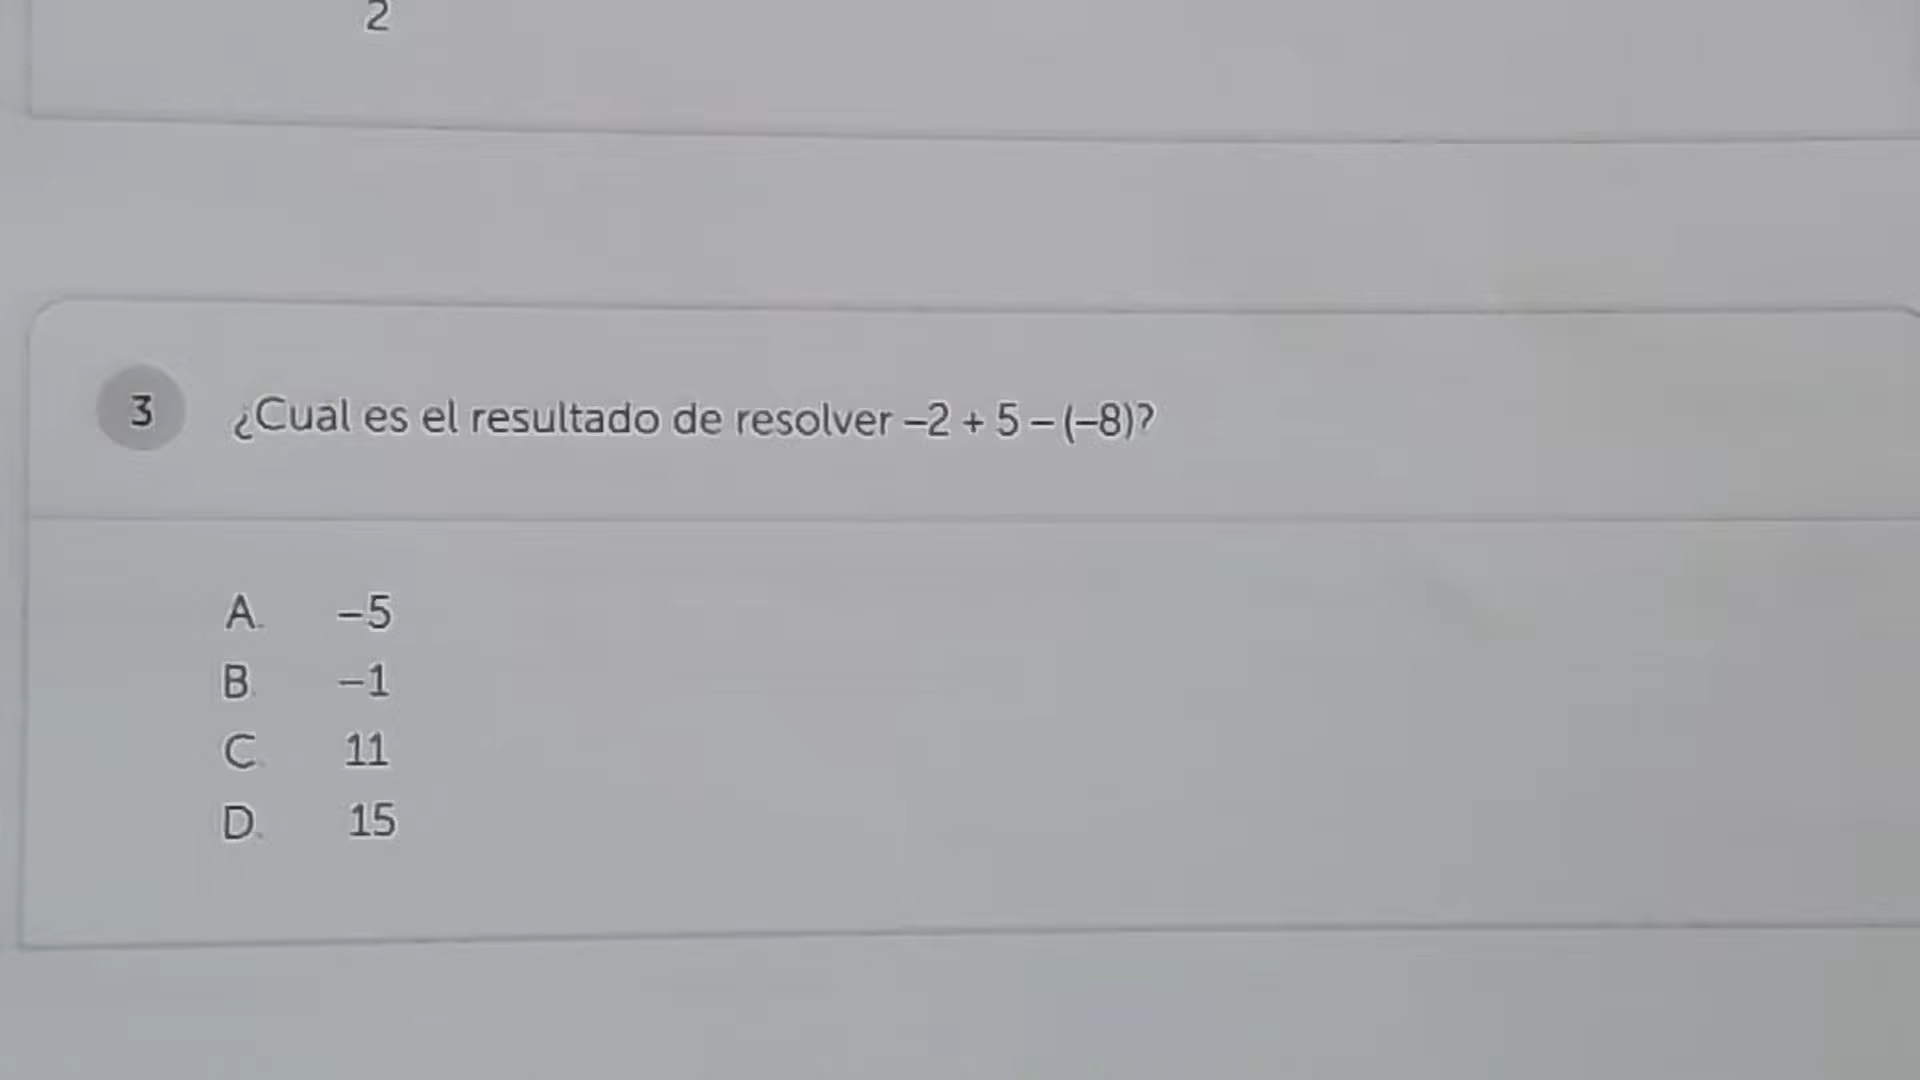 2
3 ¿Cual es el resultado de resolver –2 + 5 – (–8)?
A. –5
B. –1
C. 11
D. 15